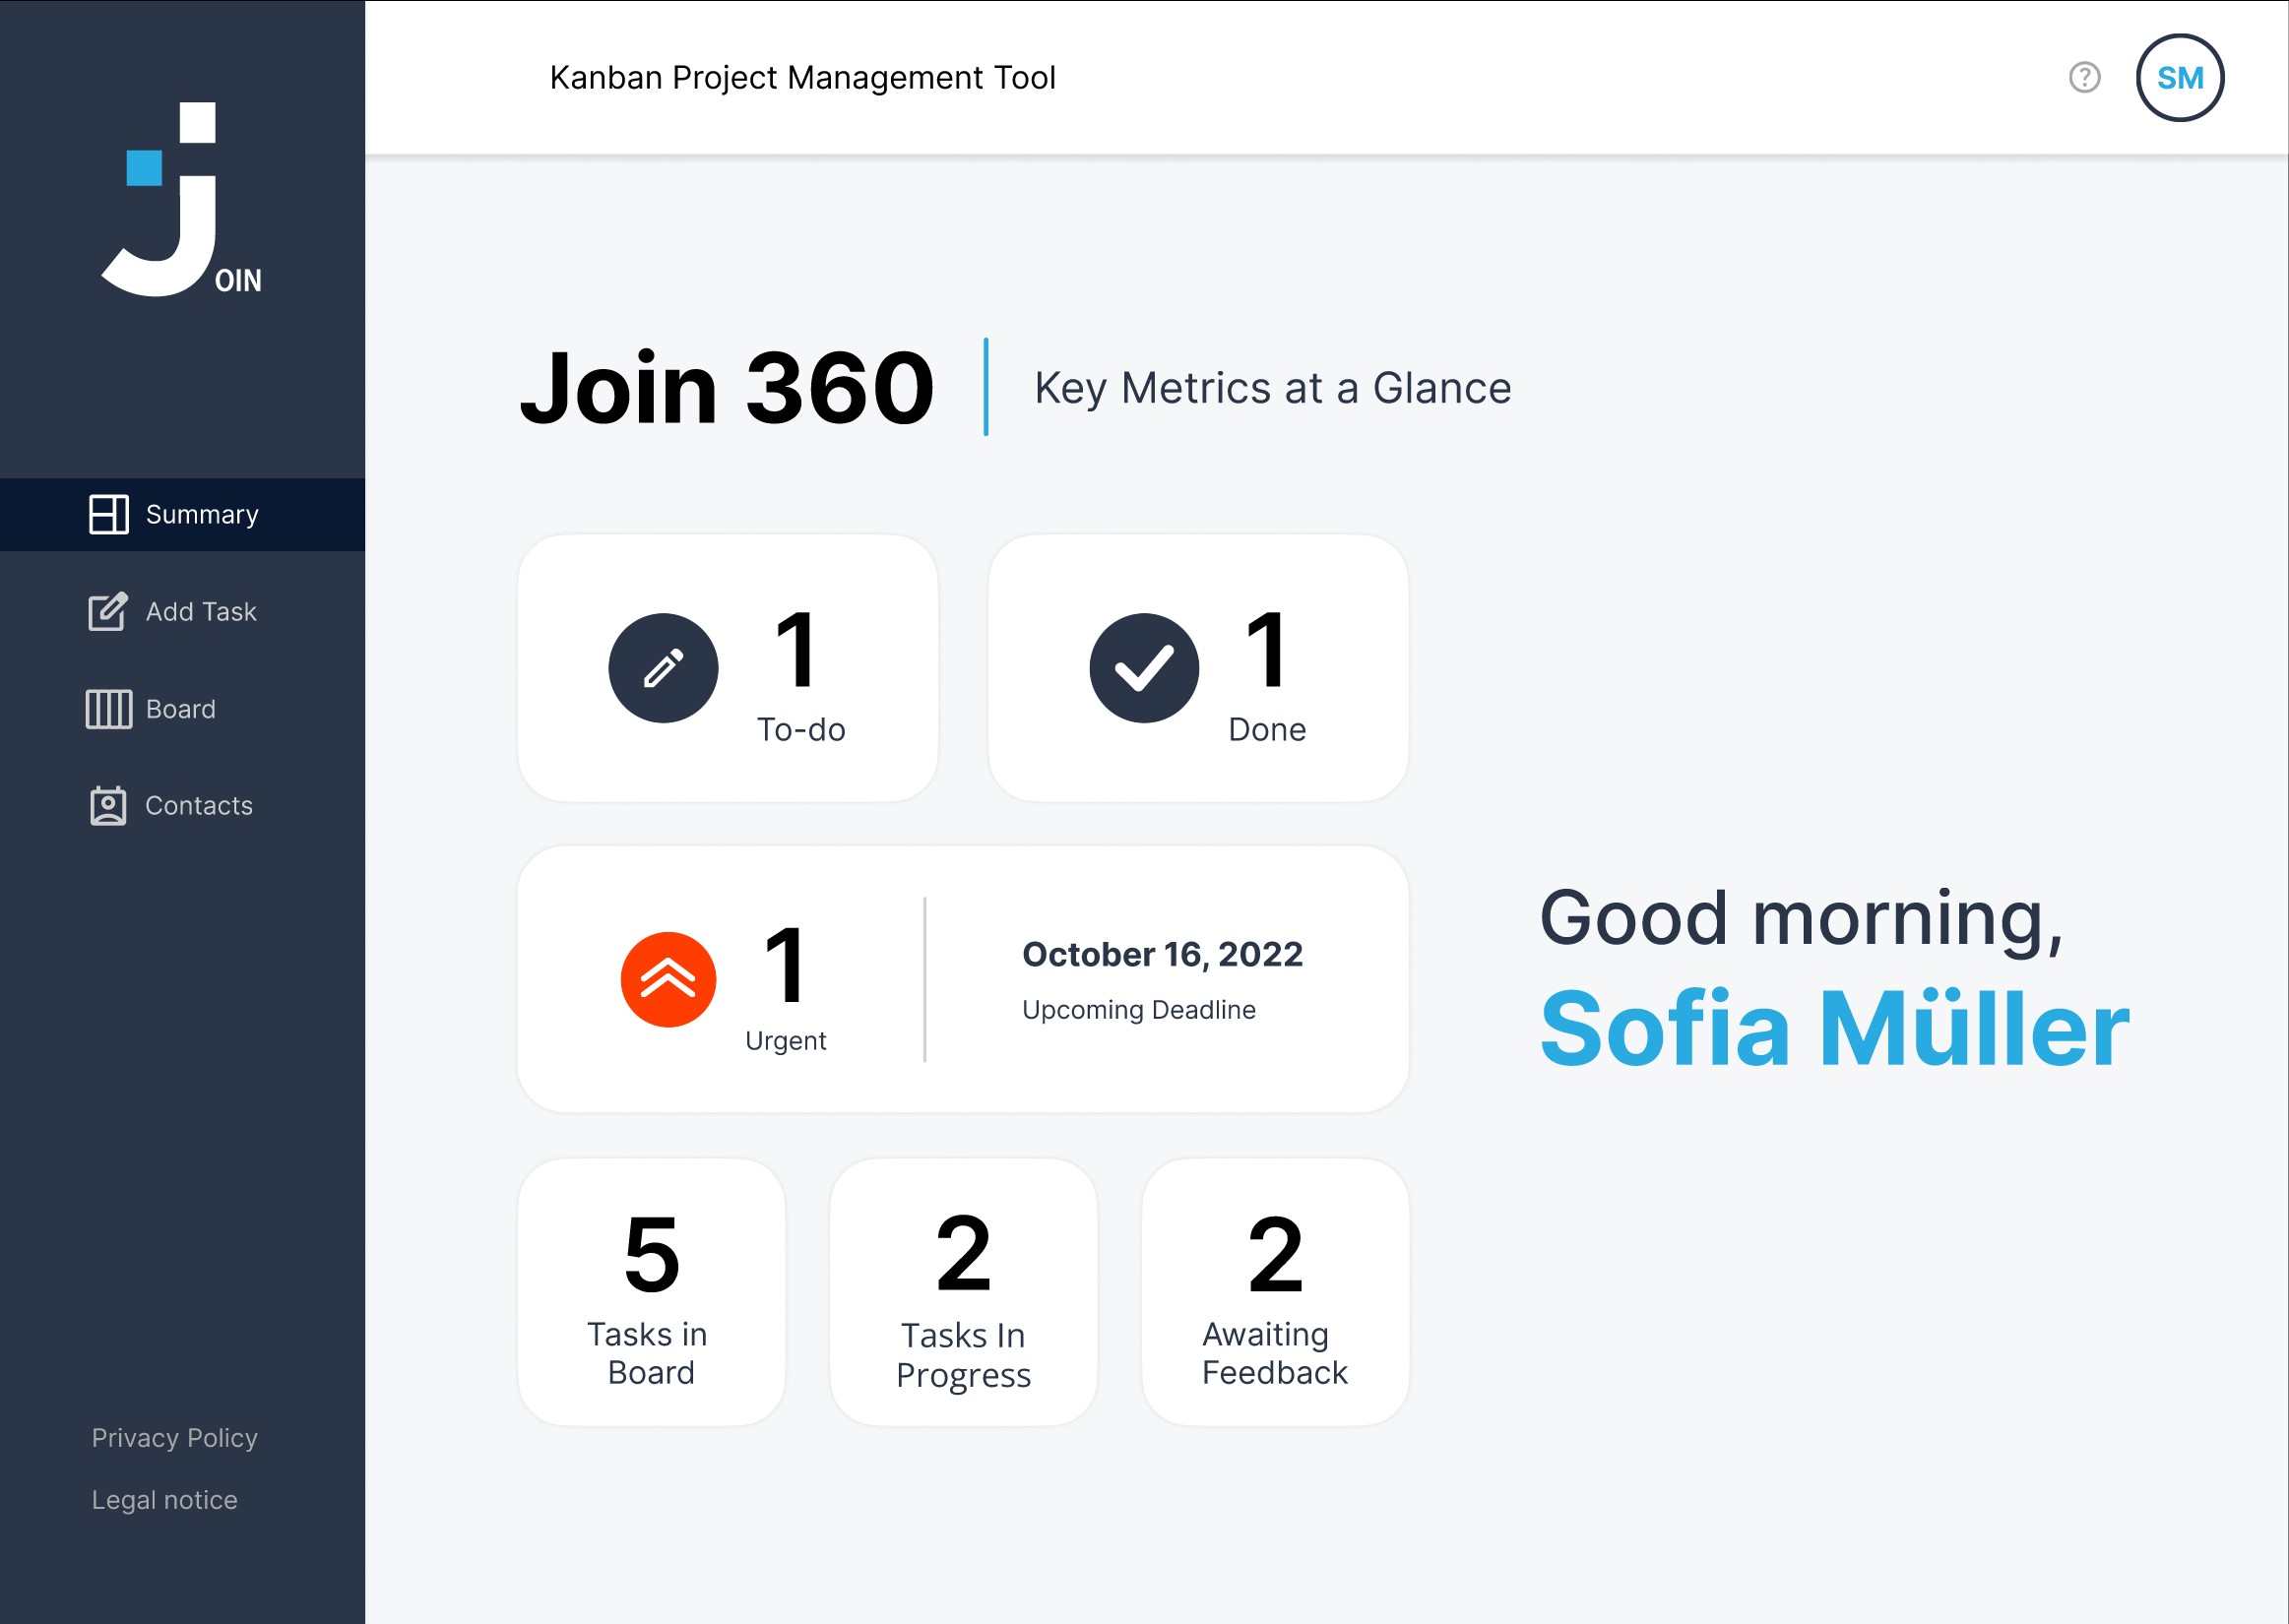 Kanban Project Management Tool
?
SM
JOIN
Summary
Add Task
Board
Contacts
Privacy Policy
Legal notice
Join 360
Key Metrics at a Glance
1
To-do
1
Done
1
Urgent
October 16, 2022
Upcoming Deadline
5
Tasks in
Board
2
Tasks In
Progress
2
Awaiting
Feedback
Good morning,
Sofia Müller